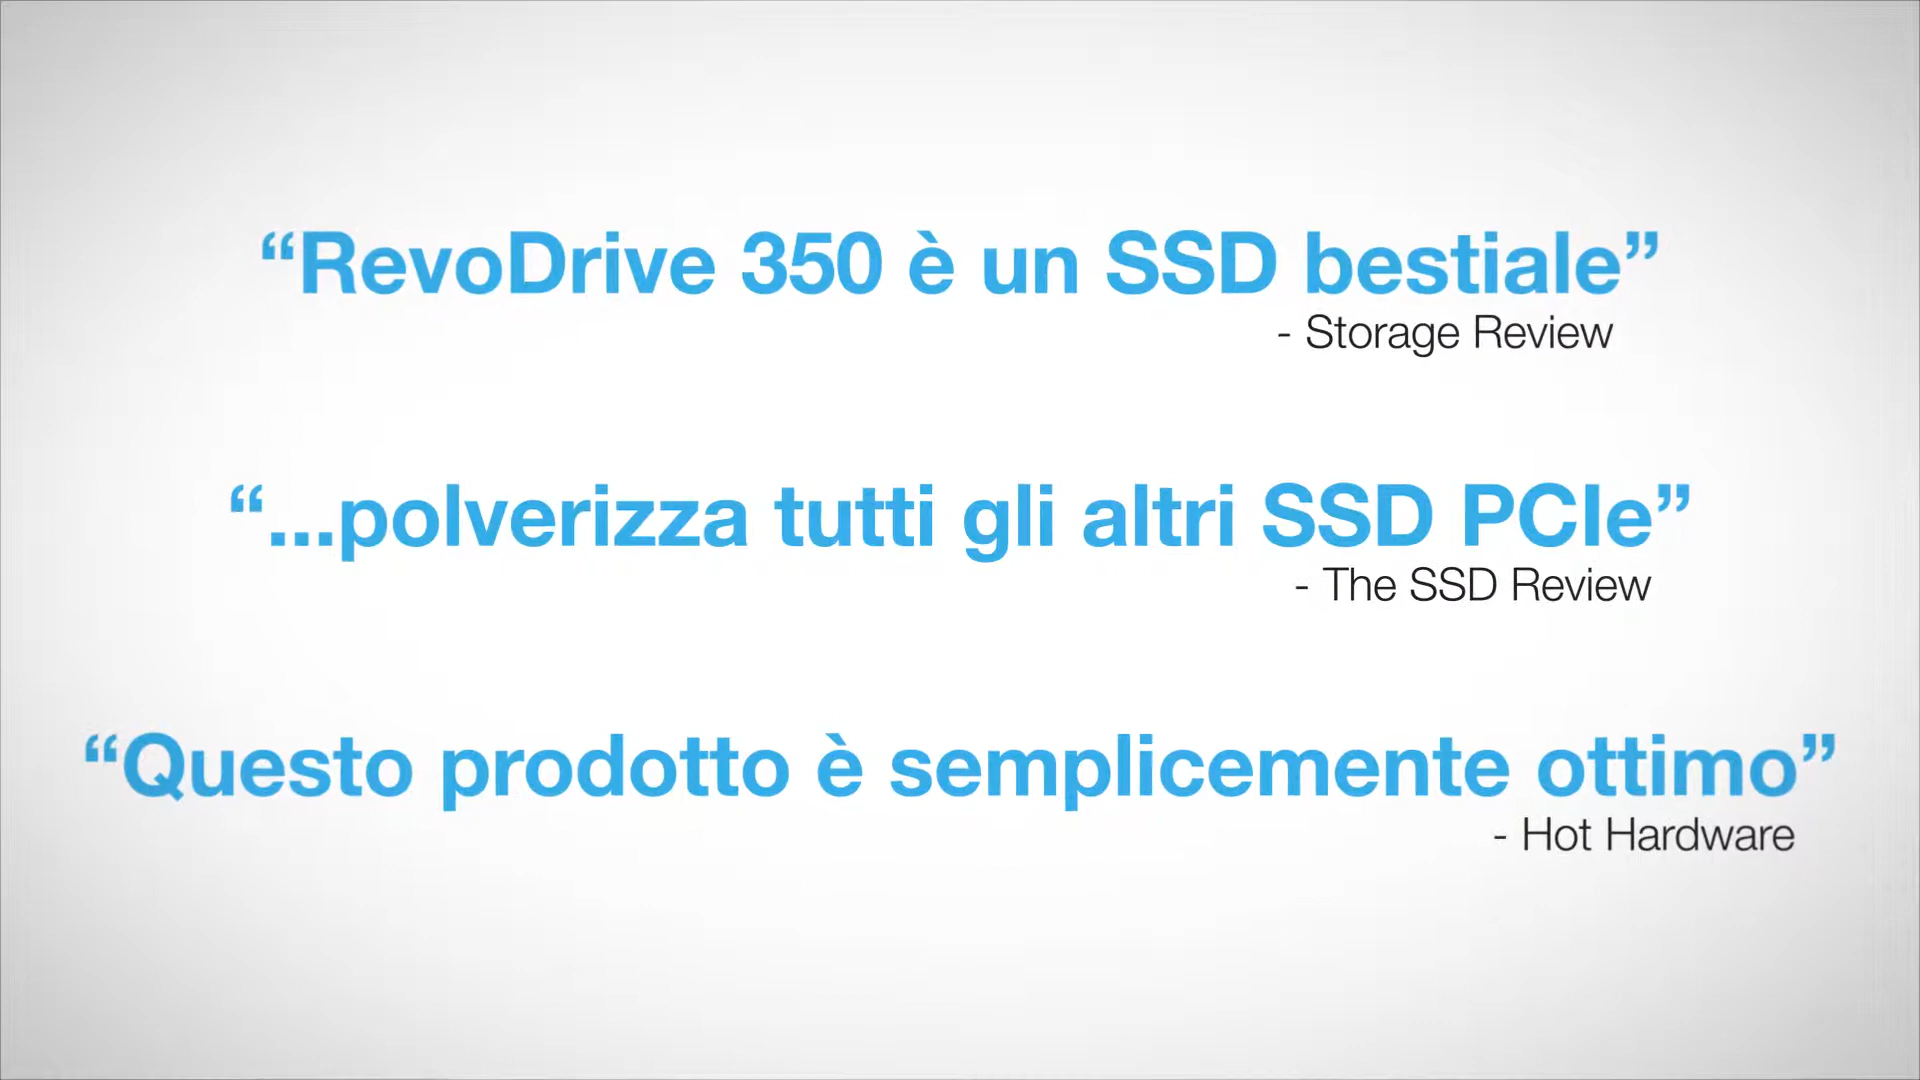 “RevoDrive 350 è un SSD bestiale”
- Storage Review
“...polverizza tutti gli altri SSD PCIe”
- The SSD Review
“Questo prodotto è semplicemente ottimo”
- Hot Hardware